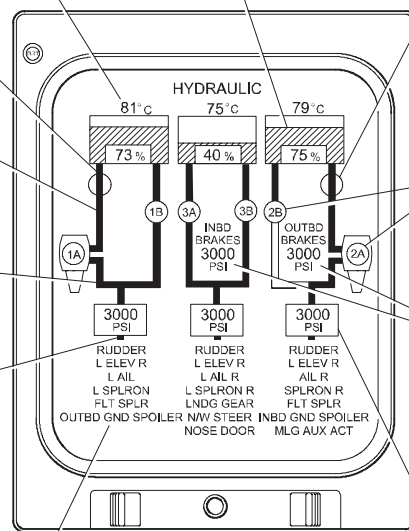 BRT
HYDRAULIC
81°C 75°C 79°C
73 % 40 % 75 %
1B 3A 3B 2B
INBD BRAKES 3000 PSI
OUTBD BRAKES 3000 PSI
1A 2A
3000 PSI 3000 PSI 3000 PSI
RUDDER RUDDER RUDDER
L ELEV R L ELEV R L ELEV R
L AIL L AIL R AIL R
L SPLRON L SPLRON R SPLRON R
FLT SPLR LNDG GEAR FLT SPLR
OUTBD GND SPOILER N/W STEER INBD GND SPOILER
NOSE DOOR MLG AUX ACT